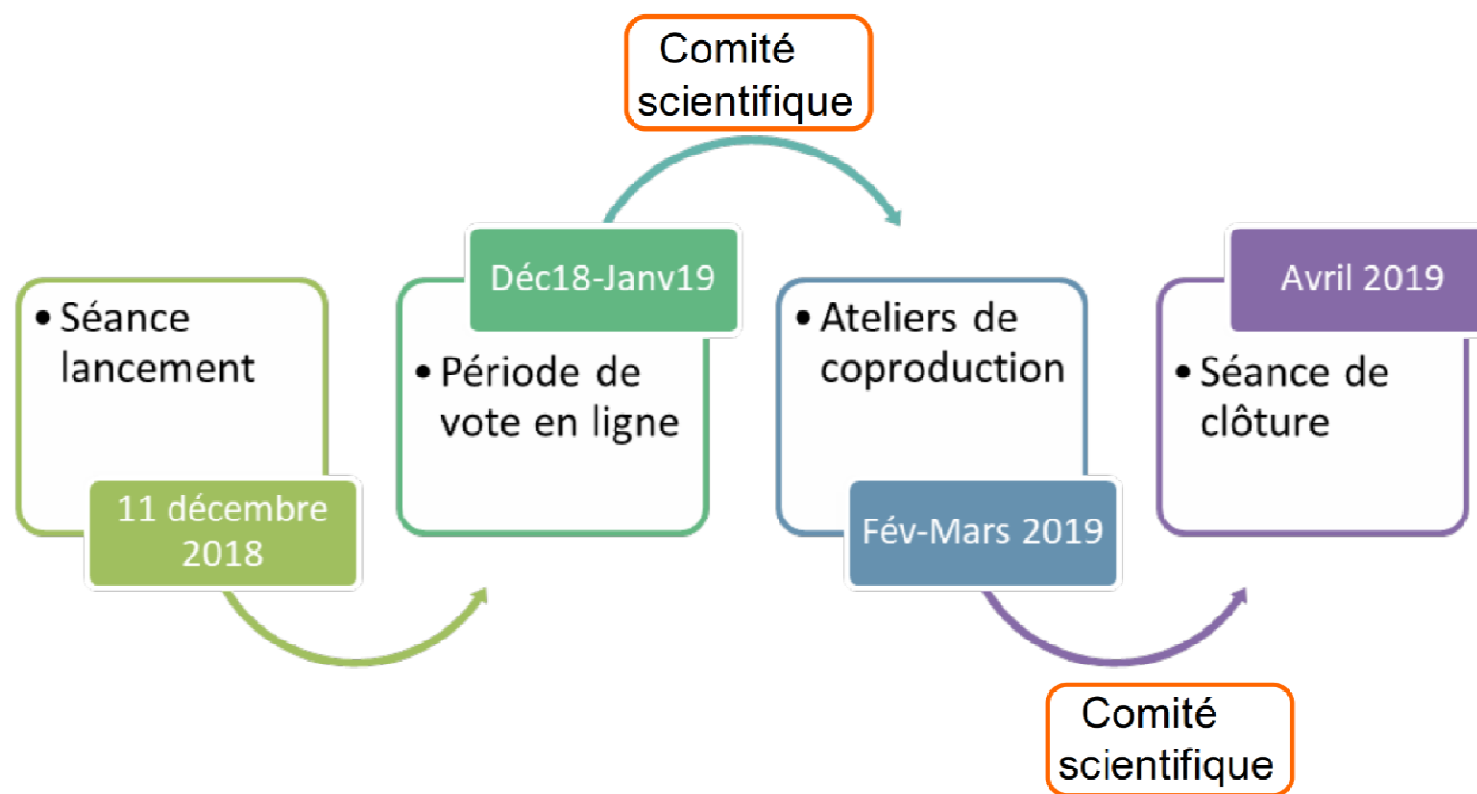 Comité
scientifique
• Séance
lancement
11 décembre
2018
Déc18-Janv19
• Période de
vote en ligne
• Ateliers de
coproduction
Fév-Mars 2019
Avril 2019
• Séance de
clôture
Comité
scientifique